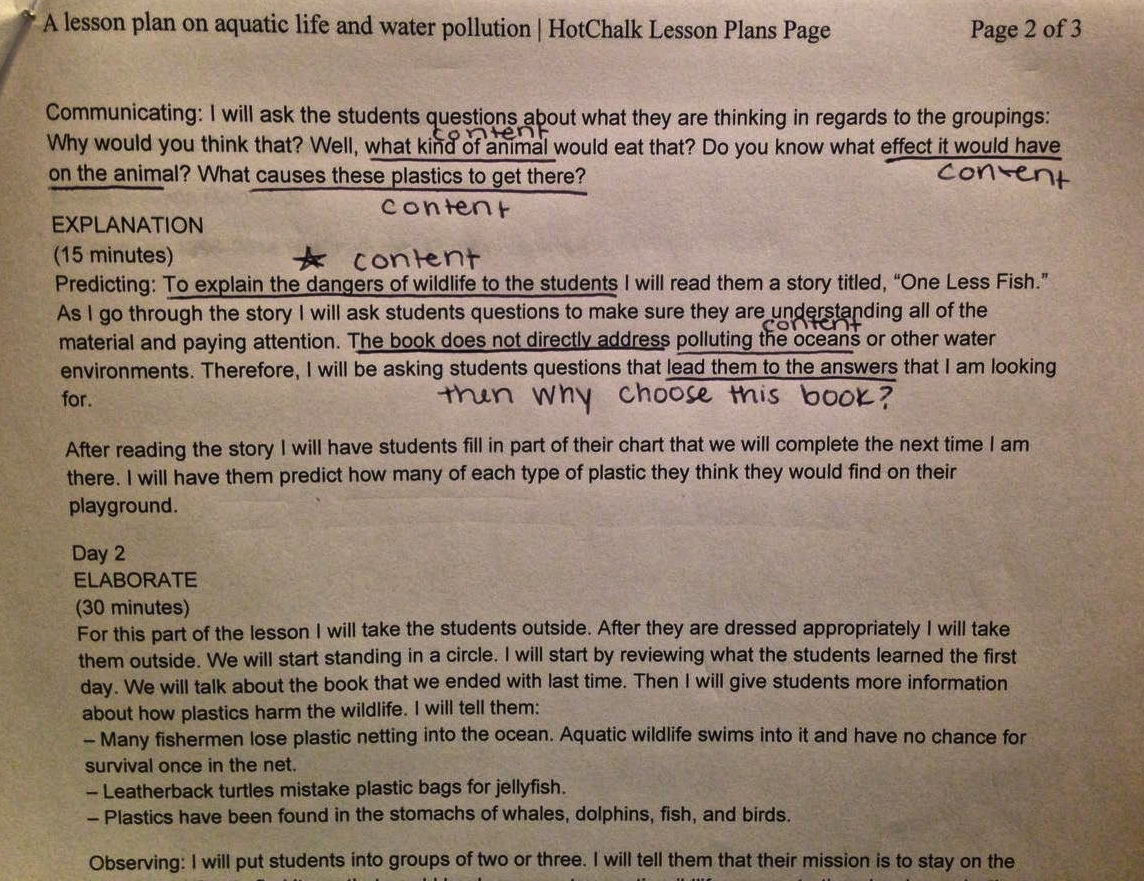 A lesson plan on aquatic life and water pollution | HotChalk Lesson Plans Page Page 2 of 3
Communicating: I will ask the students questions about what they are thinking in regards to the groupings:
content
Why would you think that? Well, what kind of animal would eat that? Do you know what effect it would have
content
on the animal? What causes these plastics to get there?
content
EXPLANATION
(15 minutes) ☆ content
Predicting: To explain the dangers of wildlife to the students I will read them a story titled, “One Less Fish.”
As I go through the story I will ask students questions to make sure they are understanding all of the
content
material and paying attention. The book does not directly address polluting the oceans or other water
environments. Therefore, I will be asking students questions that lead them to the answers that I am looking
for. then why choose this book?
After reading the story I will have students fill in part of their chart that we will complete the next time I am
there. I will have them predict how many of each type of plastic they think they would find on their
playground.
Day 2
ELABORATE
(30 minutes)
For this part of the lesson I will take the students outside. After they are dressed appropriately I will take
them outside. We will start standing in a circle. I will start by reviewing what the students learned the first
day. We will talk about the book that we ended with last time. Then I will give students more information
about how plastics harm the wildlife. I will tell them:
– Many fishermen lose plastic netting into the ocean. Aquatic wildlife swims into it and have no chance for
survival once in the net.
– Leatherback turtles mistake plastic bags for jellyfish.
– Plastics have been found in the stomachs of whales, dolphins, fish, and birds.
Observing: I will put students into groups of two or three. I will tell them that their mission is to stay on the